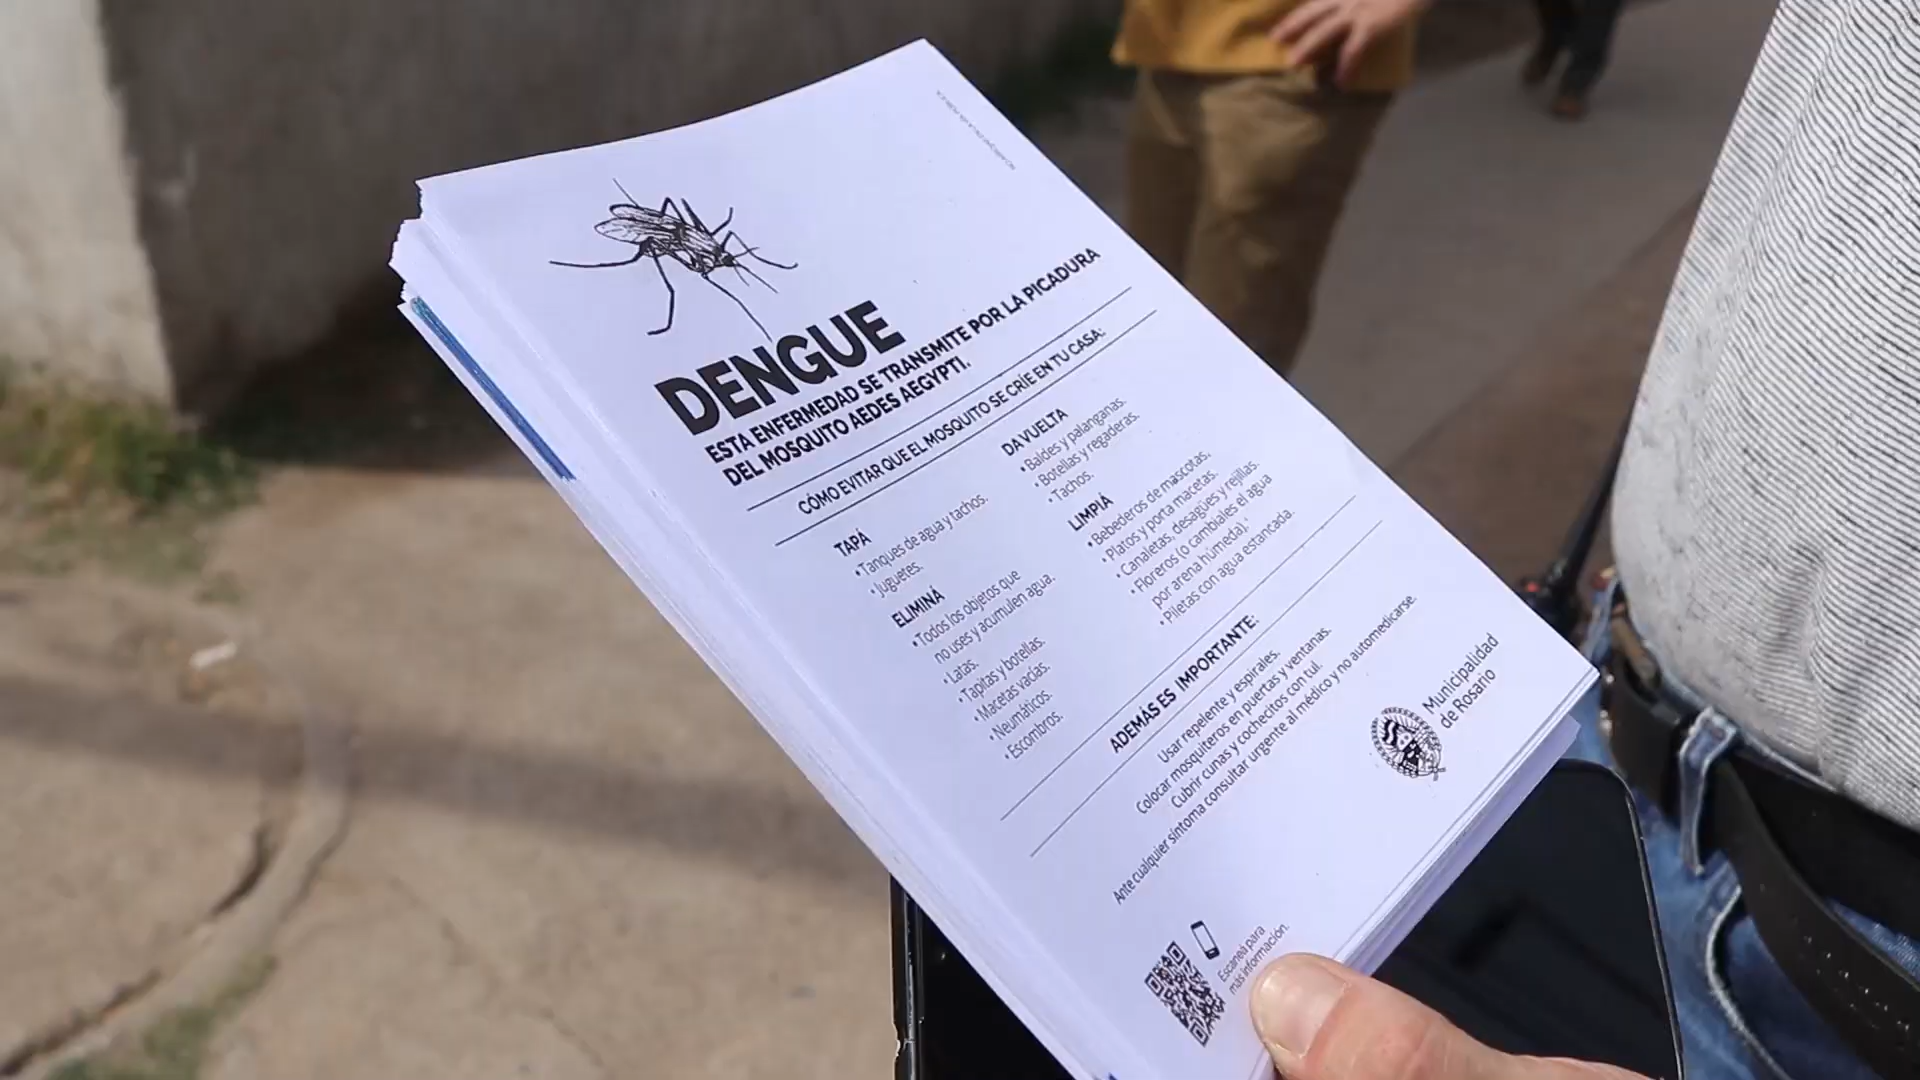 DENGUE
ESTA ENFERMEDAD SE TRANSMITE POR LA PICADURA
DEL MOSQUITO AEDES AEGYPTI.
CÓMO EVITAR QUE EL MOSQUITO SE CRÍE EN TU CASA:
TAPÁ
• Tanques de agua y tachos.
• Juguetes.
ELIMINÁ
• Todos los objetos que
no uses y acumulen agua.
• Latas.
• Tapitas y botellas.
• Macetas vacías.
• Neumáticos.
• Escombros.
DA VUELTA
• Baldes y palanganas.
• Botellas y regaderas.
• Tachos.
LIMPIÁ
• Bebederos de mascotas.
• Platos y porta macetas.
• Canaletas, desagües y rejillas.
• Floreros (o cambiales el agua
por arena húmeda).
• Piletas con agua estancada.
ADEMÁS ES IMPORTANTE:
Usar repelente y espirales.
Colocar mosquiteros en puertas y ventanas.
Cubrir cunas y cochecitos con tul.
Ante cualquier síntoma consultar urgente al médico y no automedicarse.
Escaneá para
más información.
Municipalidad
de Rosario